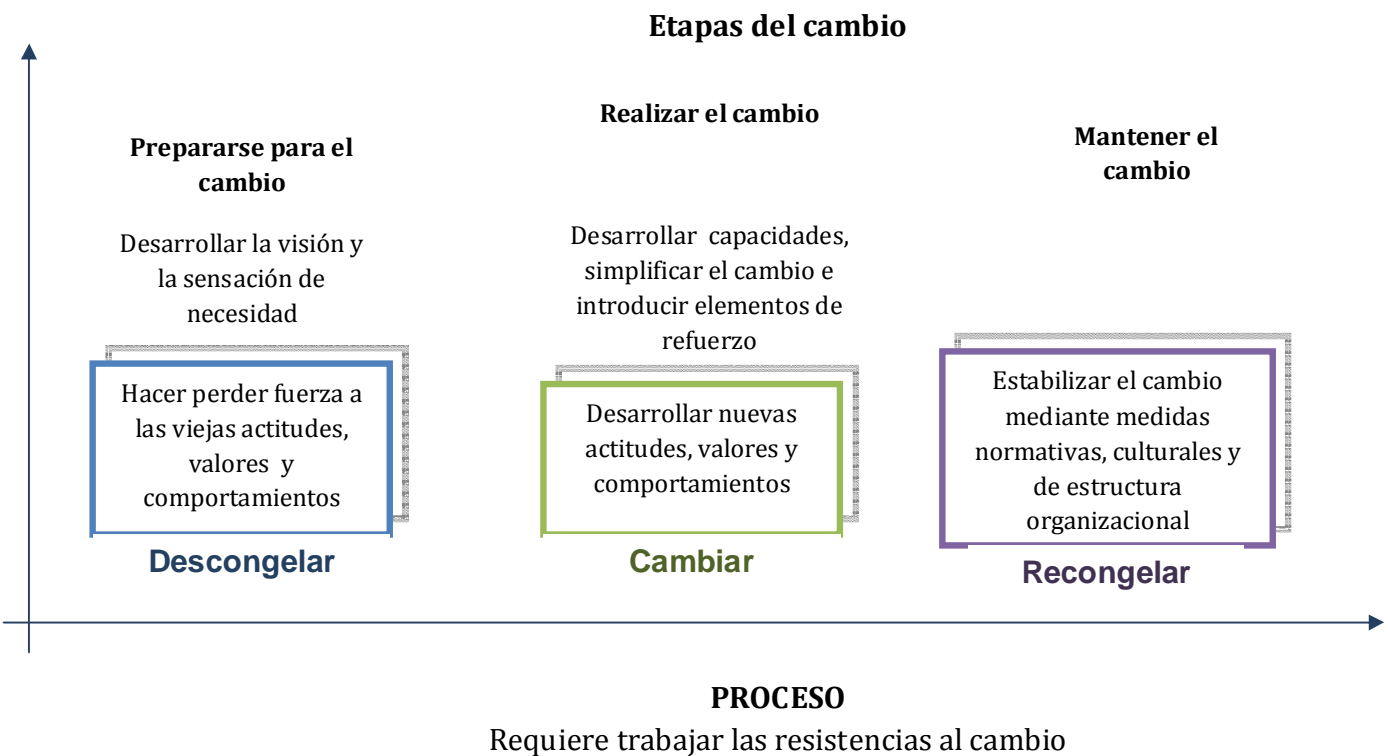 Etapas del cambio
Prepararse para el
cambio
Desarrollar la visión y
la sensación de
necesidad
Hacer perder fuerza a
las viejas actitudes,
valores y
comportamientos
Descongelar
Realizar el cambio
Desarrollar capacidades,
simplificar el cambio e
introducir elementos de
refuerzo
Desarrollar nuevas
actitudes, valores y
comportamientos
Cambiar
Mantener el
cambio
Estabilizar el cambio
mediante medidas
normativas, culturales y
de estructura
organizacional
Recongelar
PROCESO
Requiere trabajar las resistencias al cambio